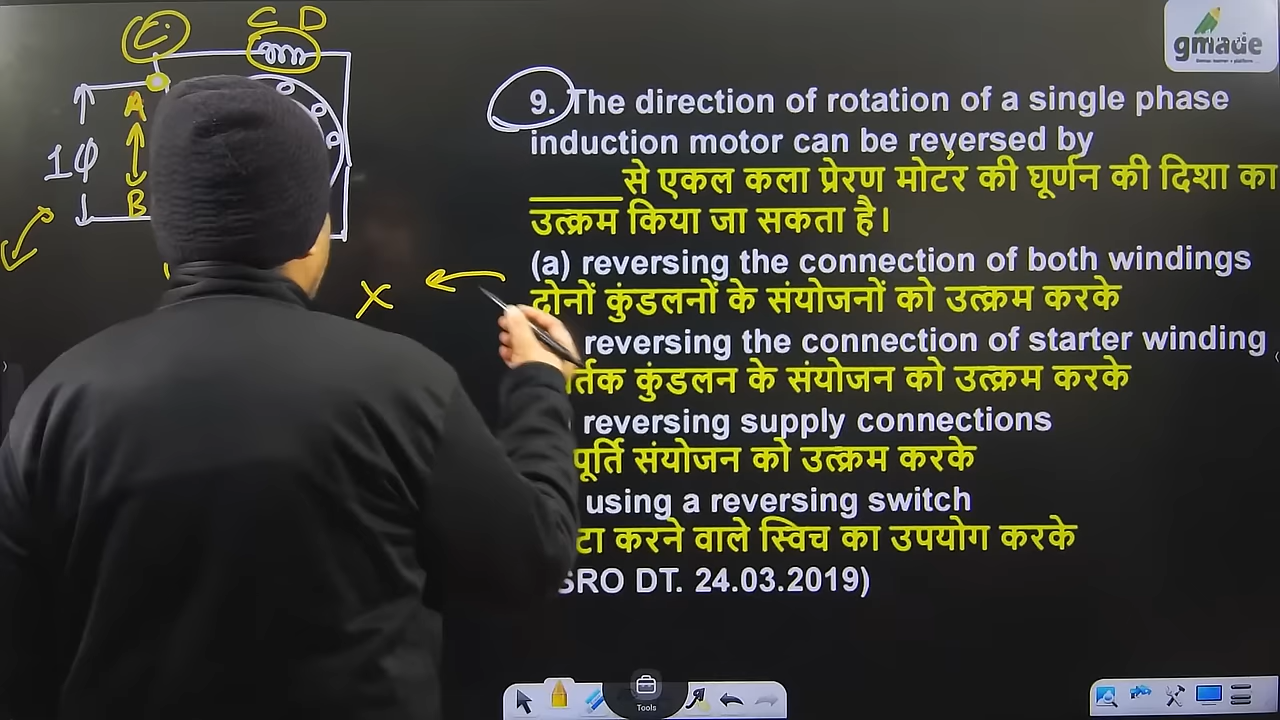 C D
C
A
1φ
B
X
gmade
9. The direction of rotation of a single phase
induction motor can be reversed by
______से एकल कला प्रेरण मोटर की घूर्णन की दिशा का
उत्क्रम किया जा सकता है।
(a) reversing the connection of both windings
दोनों कुंडलनों के संयोजनों को उत्क्रम करके
reversing the connection of starter winding
कुंडलन के संयोजन को उत्क्रम करके
reversing supply connections
संयोजन को उत्क्रम करके
using a reversing switch
करने वाले स्विच का उपयोग करके
DT. 24.03.2019)
Tools